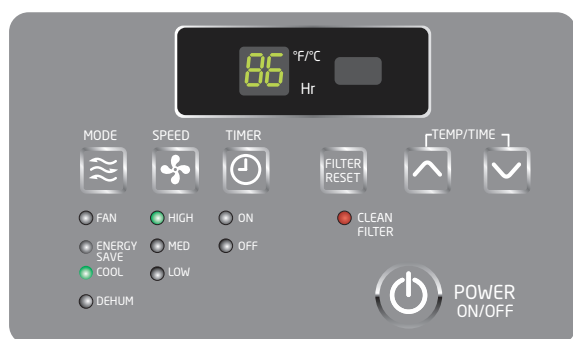 86 °F/°C
Hr
MODE SPEED TIMER TEMP/TIME
FILTER
RESET
FAN HIGH ON CLEAN
FILTER
ENERGY
SAVE MED OFF
COOL LOW
DEHUM
POWER
ON/OFF